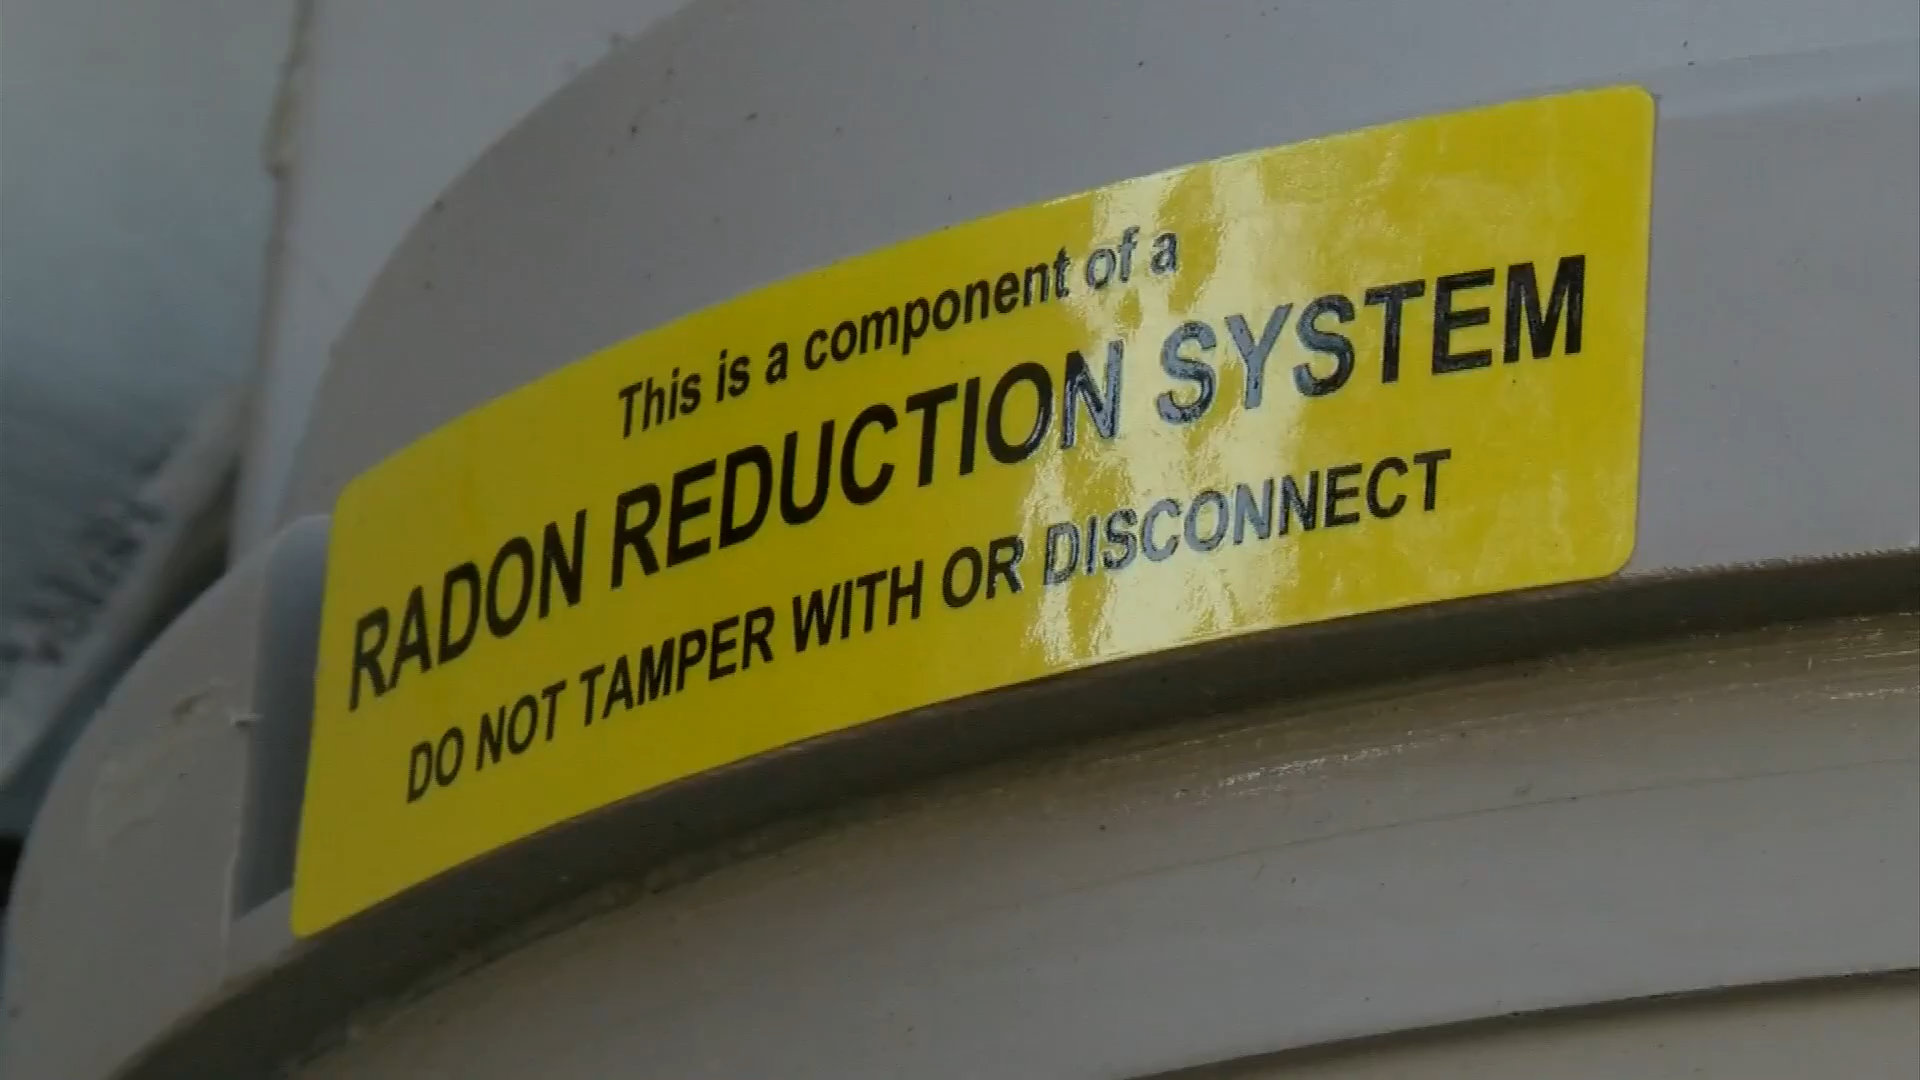 This is a component of a
RADON REDUCTION SYSTEM
DO NOT TAMPER WITH OR DISCONNECT